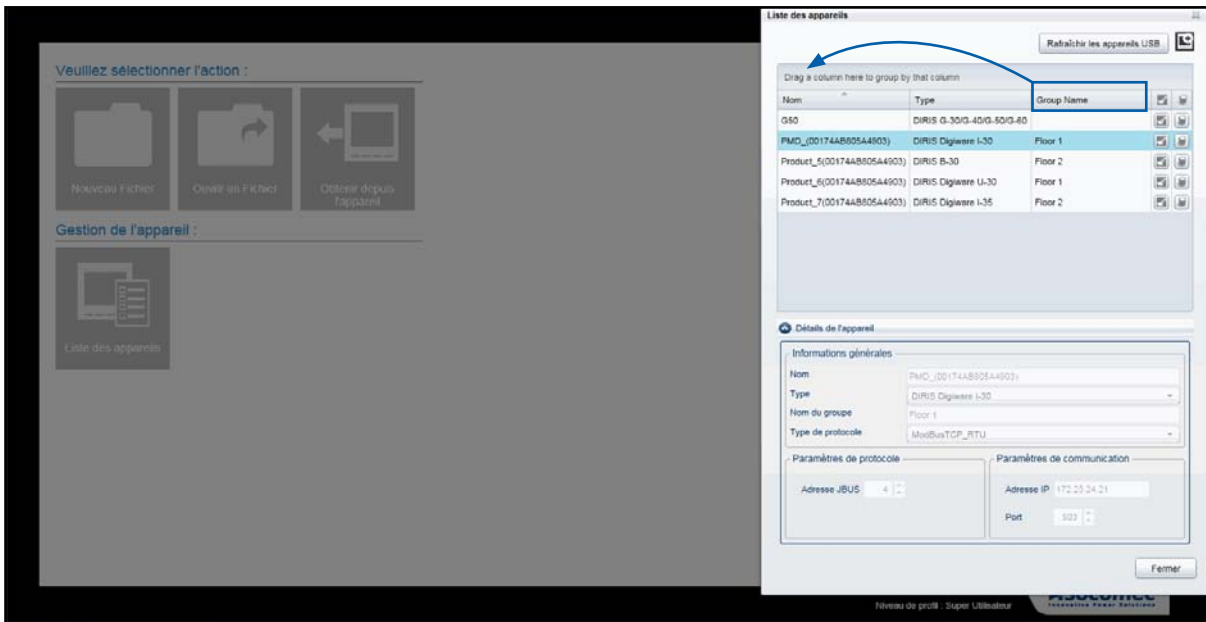 Veuillez sélectionner l'action :
Nouveau Fichier
Ouvrir un Fichier
Obtenir depuis l'appareil
Gestion de l'appareil :
Liste des appareils
Liste des appareils
Rafraîchir les appareils USB
Drag a column here to group by that column
Nom Type Group Name
G50 DIRIS G-30/G-40/G-50/G-60
PMD_(00174AB805A4903) DIRIS Digiware I-30 Floor 1
Product_5(00174AB805A4903) DIRIS B-30 Floor 2
Product_6(00174AB805A4903) DIRIS Digiware U-30 Floor 1
Product_7(00174AB805A4903) DIRIS Digiware I-35 Floor 2
Détails de l'appareil
Informations générales
Nom PMD_(00174AB805A4903)
Type DIRIS Digiware I-30
Nom du groupe Floor 1
Type de protocole ModBusTCP_RTU
Paramètres de protocole
Adresse JBUS 4
Paramètres de communication
Adresse IP 172.23.24.21
Port 503
Fermer
Niveau de profil : Super Utilisateur
socomec
Innovative Power Solutions